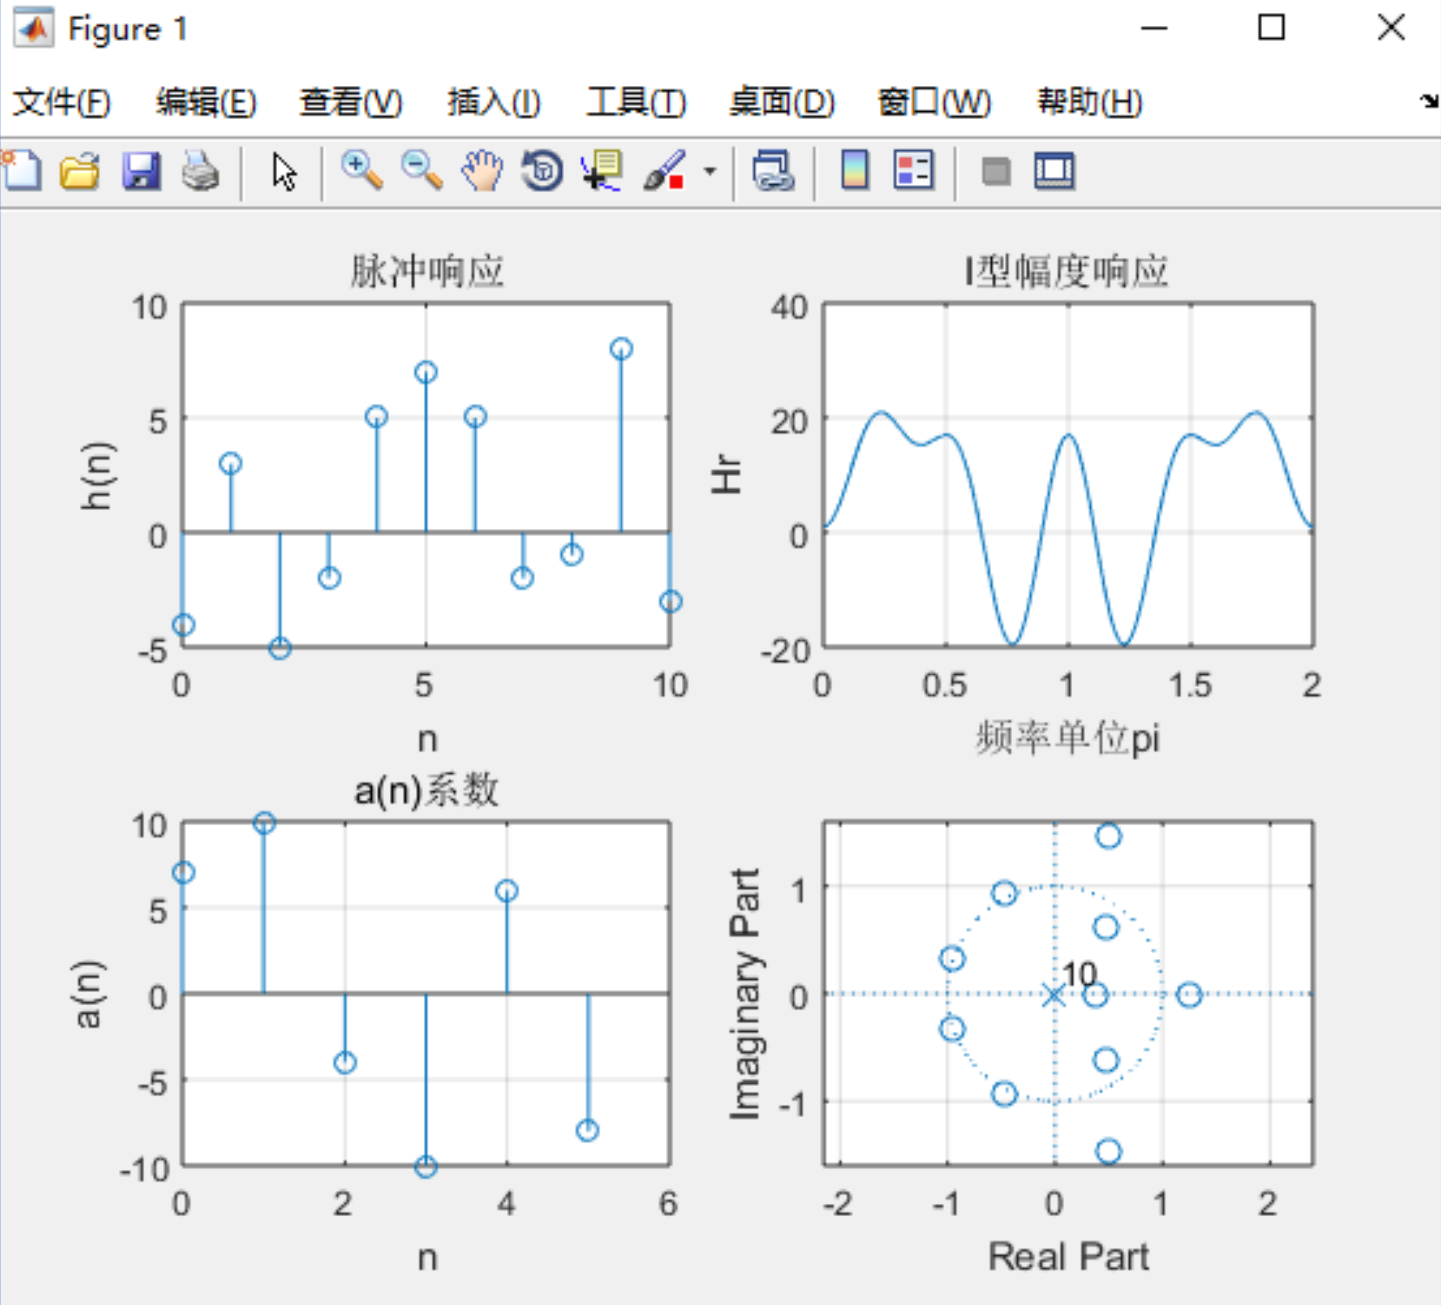 Figure 1
文件(F) 编辑(E) 查看(V) 插入(I) 工具(T) 桌面(D) 窗口(W) 帮助(H)
脉冲响应
10
5
0
-5
h(n)
0 5 10
n
I型幅度响应
40
20
0
-20
Hr
0 0.5 1 1.5 2
频率单位pi
a(n)系数
10
5
0
-5
-10
a(n)
0 2 4 6
n
1
0
-1
Imaginary Part
10
-2 -1 0 1 2
Real Part